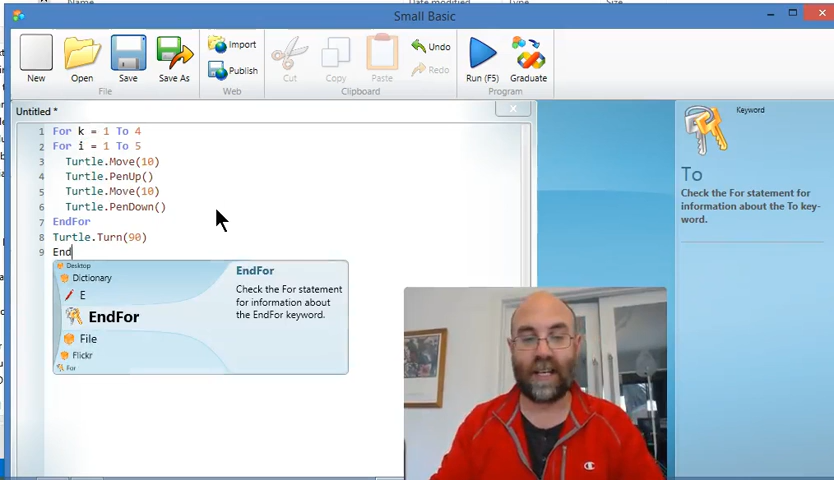 Small Basic
New
Open
Save
Save As
Import
Publish
Cut
Copy
Paste
Undo
Redo
Run (F5)
Graduate
File
Web
Clipboard
Program
Untitled *
1 For k = 1 To 4
2 For i = 1 To 5
3 Turtle.Move(10)
4 Turtle.PenUp()
5 Turtle.Move(10)
6 Turtle.PenDown()
7 EndFor
8 Turtle.Turn(90)
9 End
Desktop
Dictionary
E
EndFor
File
Flickr
For
EndFor
Check the For statement
for information about
the EndFor keyword.
Keyword
To
Check the For statement for
information about the To key-
word.